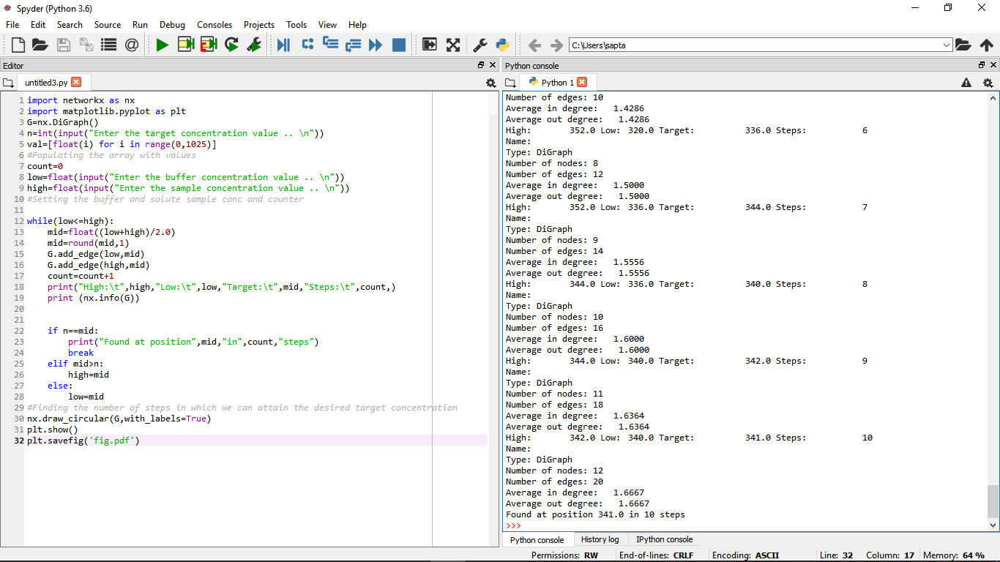 Spyder (Python 3.6)
File Edit Search Source Run Debug Consoles Projects Tools View Help
C:\Users\sapta
Editor
untitled3.py
1 import networkx as nx
2 import matplotlib.pyplot as plt
3 G=nx.DiGraph()
4 n=int(input("Enter the target concentration value .. \n"))
5 val=[float(i) for i in range(0,1025)]
6 #Populating the array with values
7 count=0
8 low=float(input("Enter the buffer concentration value .. \n"))
9 high=float(input("Enter the sample concentration value .. \n"))
10 #Setting the buffer and solute sample conc and counter
11
12 while(low<=high):
13     mid=float((low+high)/2.0)
14     mid=round(mid,1)
15     G.add_edge(low,mid)
16     G.add_edge(high,mid)
17     count=count+1
18     print("High:\t",high,"Low:\t",low,"Target:\t",mid,"Steps:\t",count,)
19     print (nx.info(G))
20
21
22     if n==mid:
23         print("Found at position",mid,"in",count,"steps")
24         break
25     elif mid>n:
26         high=mid
27     else:
28         low=mid
29 #Finding the number of steps in which we can attain the desired target concentration
30 nx.draw_circular(G,with_labels=True)
31 plt.show()
32 plt.savefig('fig.pdf')
Python console
Python 1
Number of edges: 10
Average in degree:   1.4286
Average out degree:   1.4286
High:        352.0 Low:  320.0 Target:          336.0 Steps:           6
Name:
Type: DiGraph
Number of nodes: 8
Number of edges: 12
Average in degree:   1.5000
Average out degree:   1.5000
High:        352.0 Low:  336.0 Target:          344.0 Steps:           7
Name:
Type: DiGraph
Number of nodes: 9
Number of edges: 14
Average in degree:   1.5556
Average out degree:   1.5556
High:        344.0 Low:  336.0 Target:          340.0 Steps:           8
Name:
Type: DiGraph
Number of nodes: 10
Number of edges: 16
Average in degree:   1.6000
Average out degree:   1.6000
High:        344.0 Low:  340.0 Target:          342.0 Steps:           9
Name:
Type: DiGraph
Number of nodes: 11
Number of edges: 18
Average in degree:   1.6364
Average out degree:   1.6364
High:        342.0 Low:  340.0 Target:          341.0 Steps:           10
Name:
Type: DiGraph
Number of nodes: 12
Number of edges: 20
Average in degree:   1.6667
Average out degree:   1.6667
Found at position 341.0 in 10 steps
>>>
Python console History log IPython console
Permissions: RW End-of-lines: CRLF Encoding: ASCII Line: 32 Column: 17 Memory: 64 %